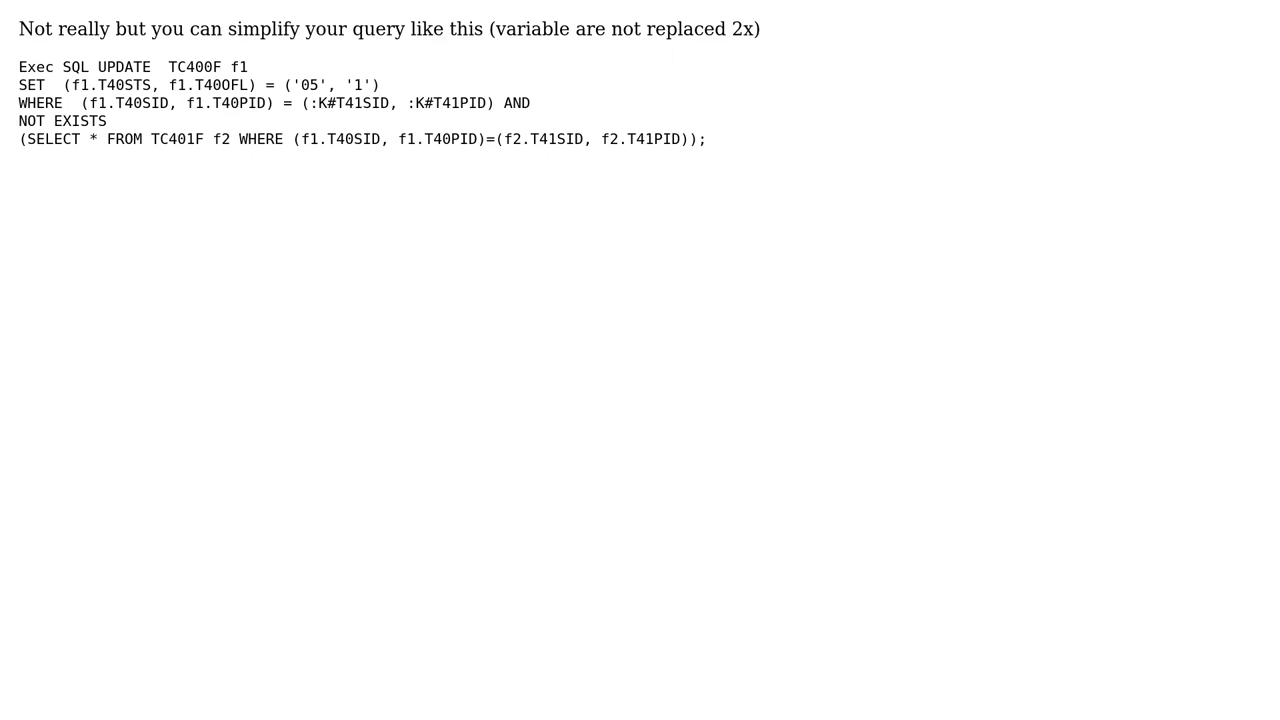 Not really but you can simplify your query like this (variable are not replaced 2x)
Exec SQL UPDATE  TC400F f1
SET  (f1.T40STS, f1.T40OFL) = ('05', '1')
WHERE  (f1.T40SID, f1.T40PID) = (:K#T41SID, :K#T41PID) AND
NOT EXISTS
(SELECT * FROM TC401F f2 WHERE (f1.T40SID, f1.T40PID)=(f2.T41SID, f2.T41PID));